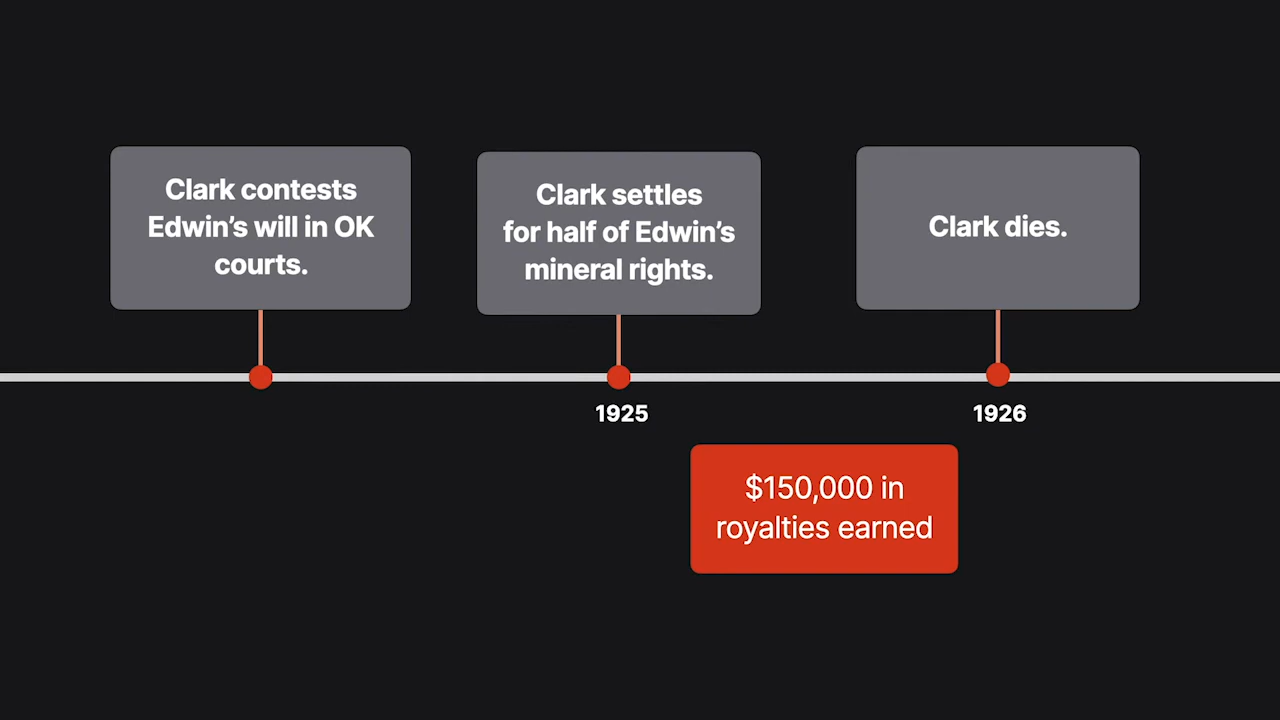 Clark contests
Edwin’s will in OK
courts.
Clark settles
for half of Edwin’s
mineral rights.
Clark dies.
1925
1926
$150,000 in
royalties earned